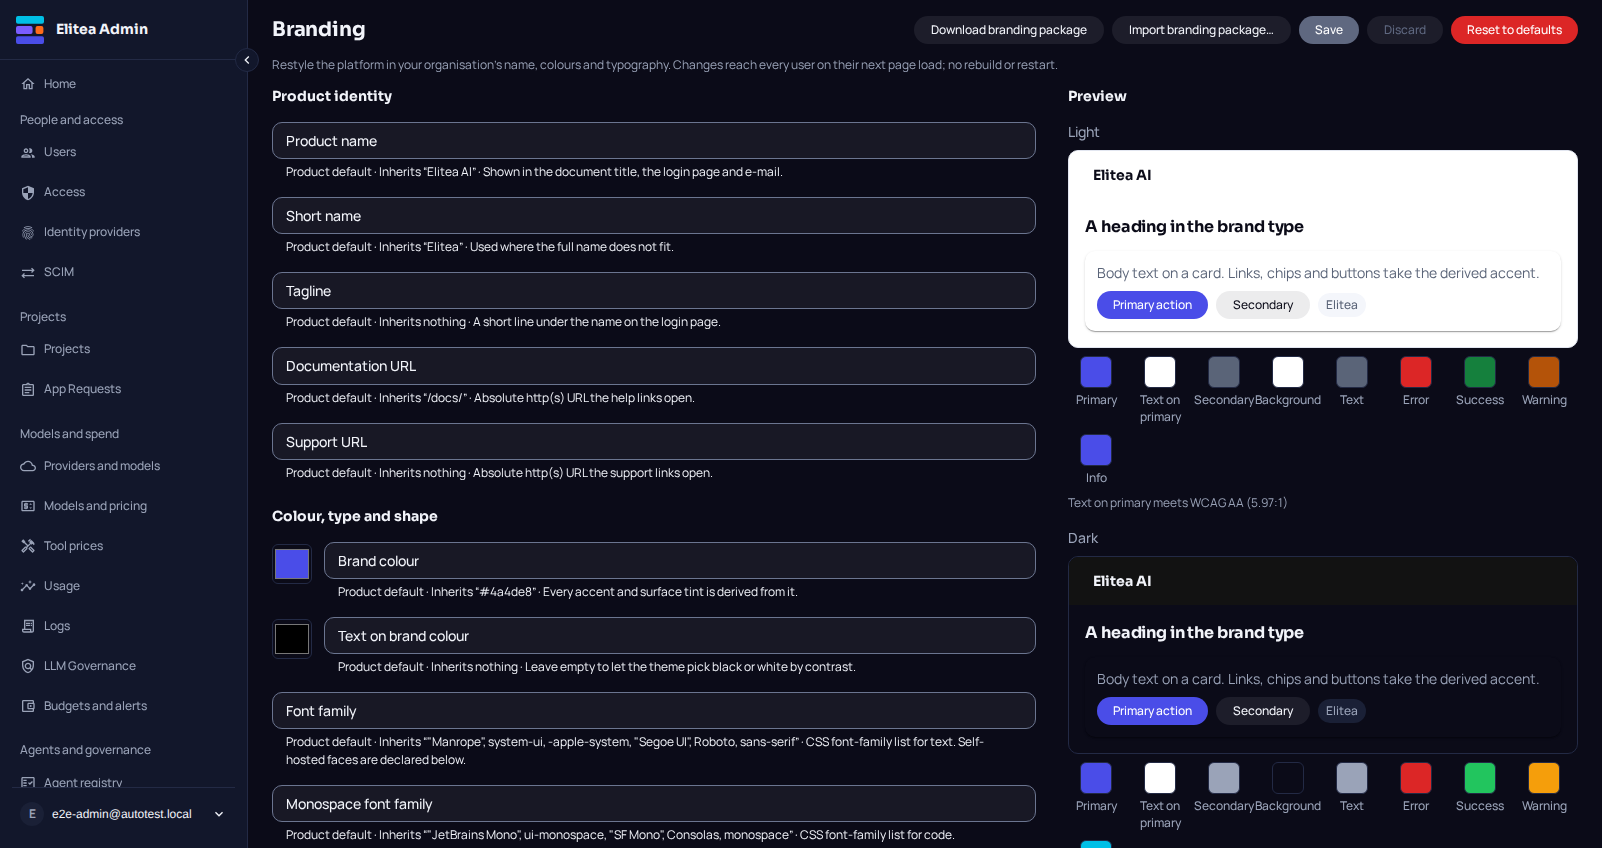 Elitea Admin
Home
People and access
Users
Access
Identity providers
SCIM
Projects
Projects
App Requests
Models and spend
Providers and models
Models and pricing
Tool prices
Usage
Logs
LLM Governance
Budgets and alerts
Agents and governance
Agent registry
E e2e-admin@autotest.local
Branding
Download branding package
Import branding package...
Save
Discard
Reset to defaults
Restyle the platform in your organisation's name, colours and typography. Changes reach every user on their next page load; no rebuild or restart.
Product identity
Product name
Product default · Inherits "Elitea AI" · Shown in the document title, the login page and e-mail.
Short name
Product default · Inherits "Elitea" · Used where the full name does not fit.
Tagline
Product default · Inherits nothing · A short line under the name on the login page.
Documentation URL
Product default · Inherits "/docs/" · Absolute http(s) URL the help links open.
Support URL
Product default · Inherits nothing · Absolute http(s) URL the support links open.
Colour, type and shape
Brand colour
Product default · Inherits "#4a4de8" · Every accent and surface tint is derived from it.
Text on brand colour
Product default · Inherits nothing · Leave empty to let the theme pick black or white by contrast.
Font family
Product default · Inherits ""Manrope", system-ui, -apple-system, "Segoe UI", Roboto, sans-serif" · CSS font-family list for text. Self-
hosted faces are declared below.
Monospace font family
Product default · Inherits ""JetBrains Mono", ui-monospace, "SF Mono", Consolas, monospace" · CSS font-family list for code.
Preview
Light
Elitea AI
A heading in the brand type
Body text on a card. Links, chips and buttons take the derived accent.
Primary action
Secondary
Elitea
Primary
Text on
primary
Secondary
Background
Text
Error
Success
Warning
Info
Text on primary meets WCAG AA (5.97:1)
Dark
Elitea AI
A heading in the brand type
Body text on a card. Links, chips and buttons take the derived accent.
Primary action
Secondary
Elitea
Primary
Text on
primary
Secondary
Background
Text
Error
Success
Warning